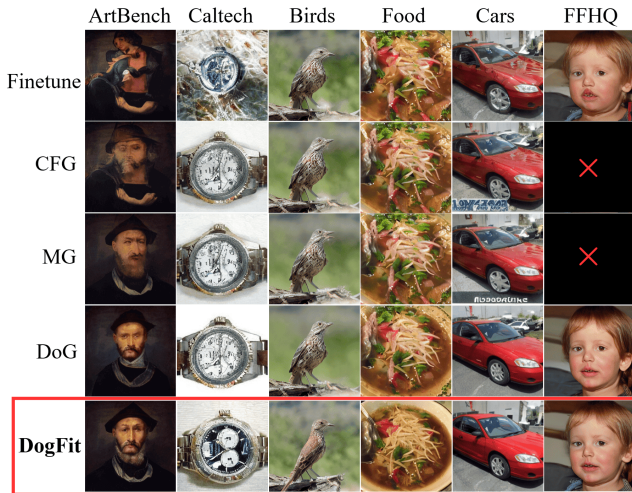 ArtBench Caltech Birds Food Cars FFHQ
Finetune
CFG
MG
DoG
DogFit